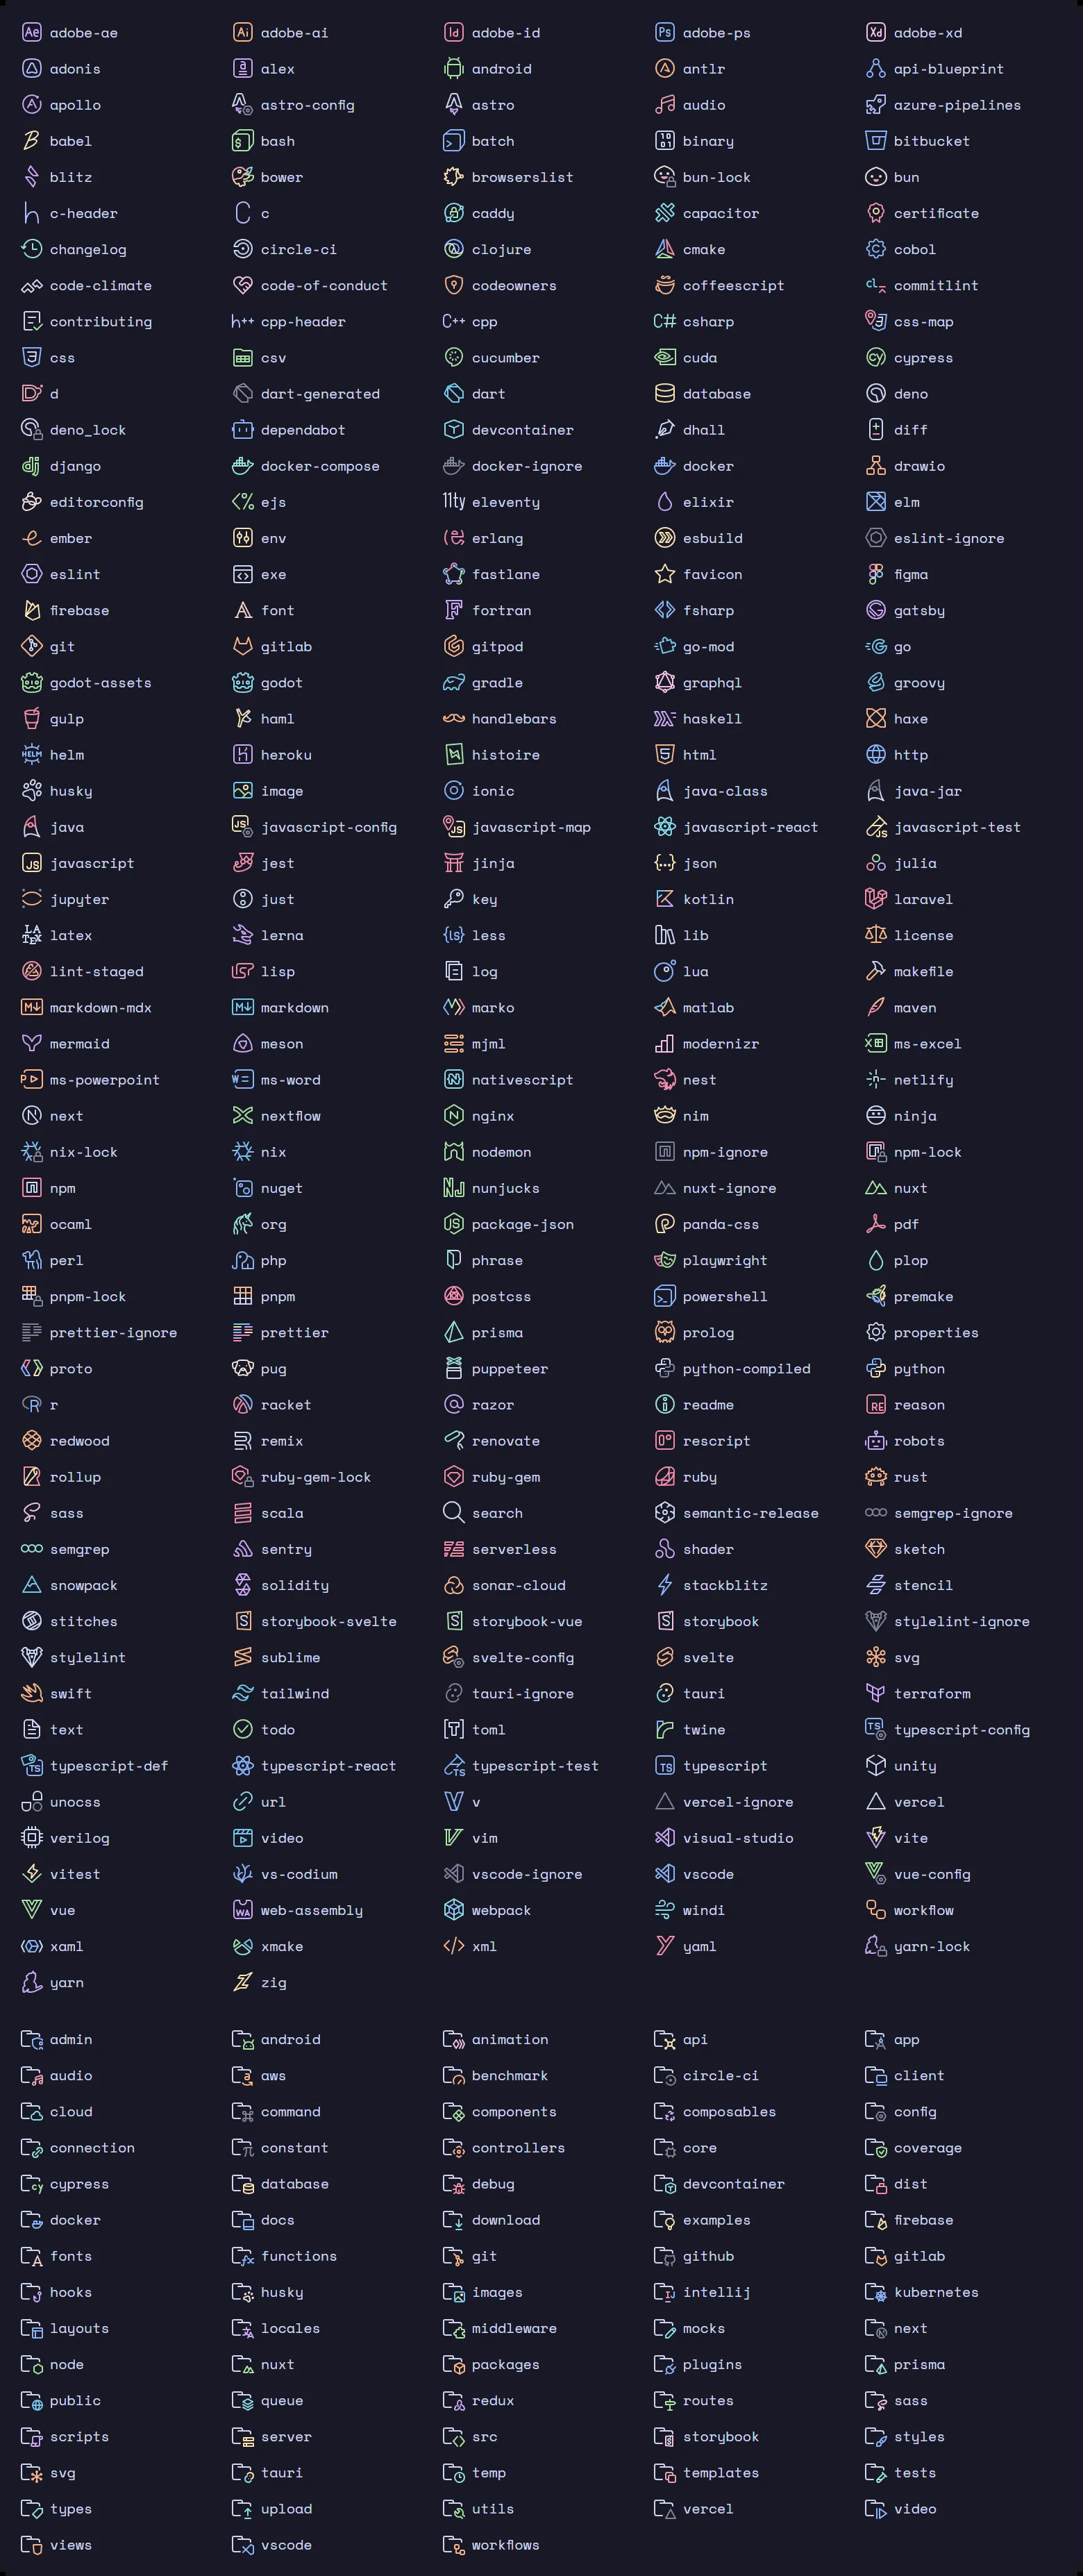 adobe-ae adobe-ai adobe-id adobe-ps adobe-xd
adonis alex android antlr api-blueprint
apollo astro-config astro audio azure-pipelines
babel bash batch binary bitbucket
blitz bower browserslist bun-lock bun
c-header c caddy capacitor certificate
changelog circle-ci clojure cmake cobol
code-climate code-of-conduct codeowners coffeescript commitlint
contributing cpp-header cpp csharp css-map
css csv cucumber cuda cypress
d dart-generated dart database deno
deno_lock dependabot devcontainer dhall diff
django docker-compose docker-ignore docker drawio
editorconfig ejs eleventy elixir elm
ember env erlang esbuild eslint-ignore
eslint exe fastlane favicon figma
firebase font fortran fsharp gatsby
git gitlab gitpod go-mod go
godot-assets godot gradle graphql groovy
gulp haml handlebars haskell haxe
helm heroku histoire html http
husky image ionic java-class java-jar
java javascript-config javascript-map javascript-react javascript-test
javascript jest jinja json julia
jupyter just key kotlin laravel
latex lerna less lib license
lint-staged lisp log lua makefile
markdown-mdx markdown marko matlab maven
mermaid meson mjml modernizr ms-excel
ms-powerpoint ms-word nativescript nest netlify
next nextflow nginx nim ninja
nix-lock nix nodemon npm-ignore npm-lock
npm nuget nunjucks nuxt-ignore nuxt
ocaml org package-json panda-css pdf
perl php phrase playwright plop
pnpm-lock pnpm postcss powershell premake
prettier-ignore prettier prisma prolog properties
proto pug puppeteer python-compiled python
r racket razor readme reason
redwood remix renovate rescript robots
rollup ruby-gem-lock ruby-gem ruby rust
sass scala search semantic-release semgrep-ignore
semgrep sentry serverless shader sketch
snowpack solidity sonar-cloud stackblitz stencil
stitches storybook-svelte storybook-vue storybook stylelint-ignore
stylelint sublime svelte-config svelte svg
swift tailwind tauri-ignore tauri terraform
text todo toml twine typescript-config
typescript-def typescript-react typescript-test typescript unity
unocss url v vercel-ignore vercel
verilog video vim visual-studio vite
vitest vs-codium vscode-ignore vscode vue-config
vue web-assembly webpack windi workflow
xaml xmake xml yaml yarn-lock
yarn zig
admin android animation api app
audio aws benchmark circle-ci client
cloud command components composables config
connection constant controllers core coverage
cypress database debug devcontainer dist
docker docs download examples firebase
fonts functions git github gitlab
hooks husky images intellij kubernetes
layouts locales middleware mocks next
node nuxt packages plugins prisma
public queue redux routes sass
scripts server src storybook styles
svg tauri temp templates tests
types upload utils vercel video
views vscode workflows